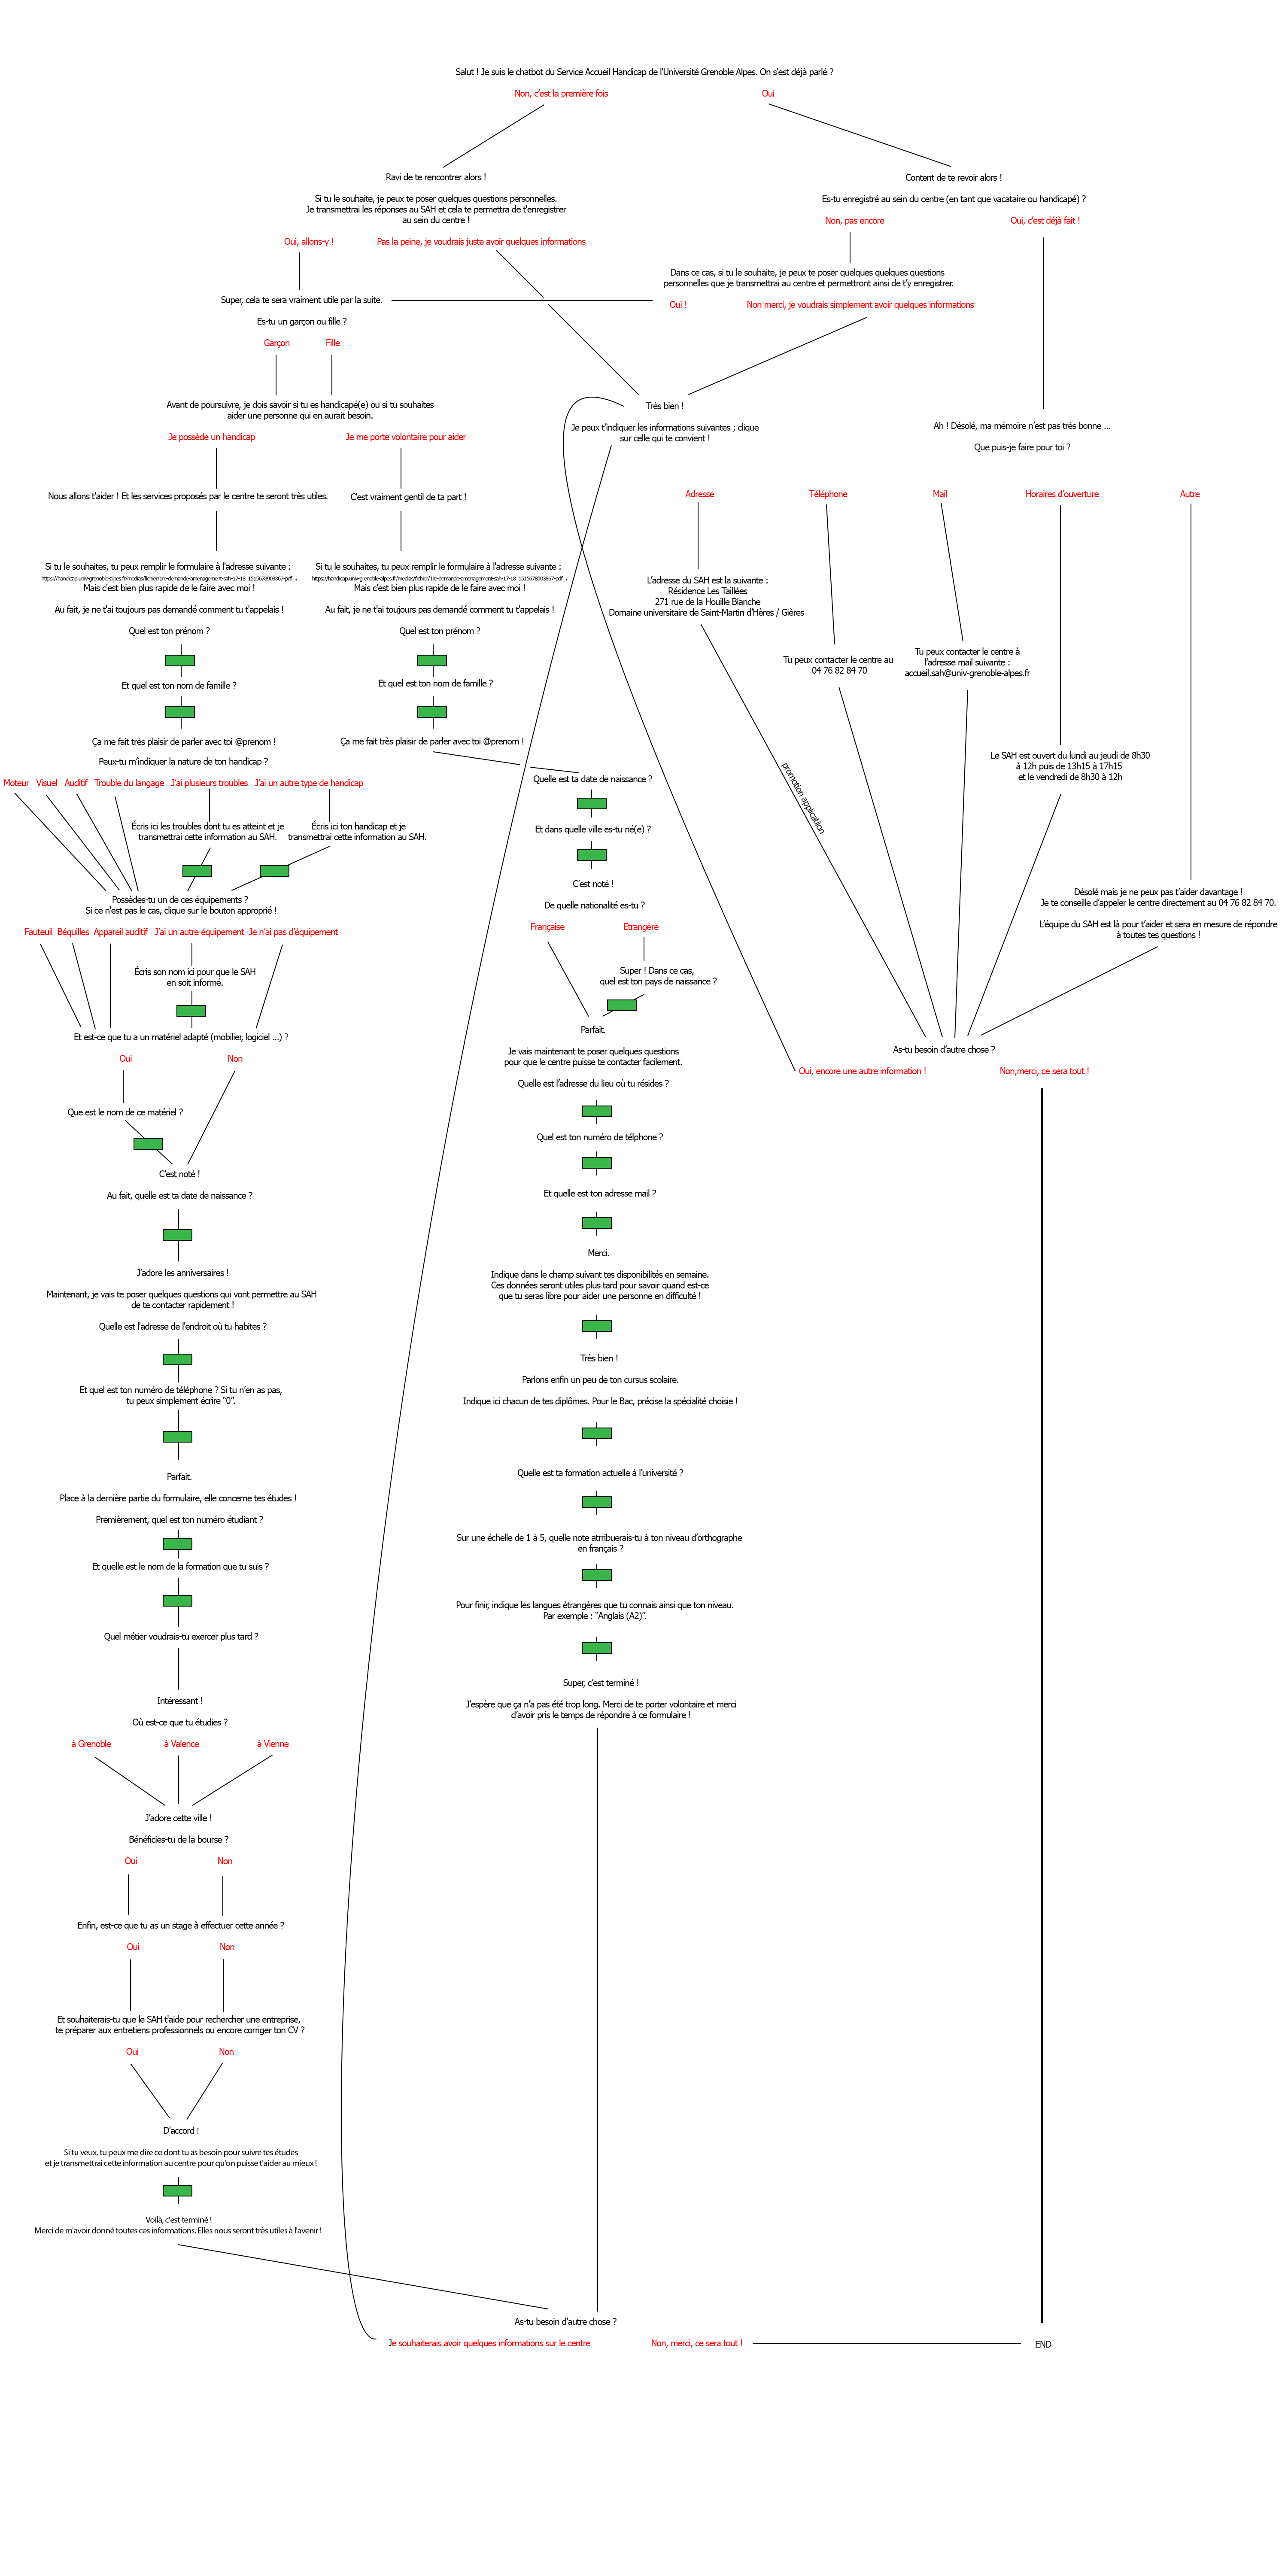 Salut ! Je suis le chatbot du Service Accueil Handicap de l'Université Grenoble Alpes. On s'est déjà parlé ?
Non, c’est la première fois
Oui
Ravi de te rencontrer alors !
Si tu le souhaite, je peux te poser quelques questions personnelles.
Je transmettrai les réponses au SAH et cela te permettra de t'enregistrer
au sein du centre !
Oui, allons-y !
Pas la peine, je voudrais juste avoir quelques informations
Content de te revoir alors !
Es-tu enregistré au sein du centre (en tant que vacataire ou handicapé) ?
Non, pas encore
Oui, c’est déjà fait !
Dans ce cas, si tu le souhaite, je peux te poser quelques quelques questions
personnelles que je transmettrai au centre et permettront ainsi de t'y enregistrer.
Oui !
Non merci, je voudrais simplement avoir quelques informations
Super, cela te sera vraiment utile par la suite.
Es-tu un garçon ou fille ?
Garçon
Fille
Avant de poursuivre, je dois savoir si tu es handicapé(e) ou si tu souhaites
aider une personne qui en aurait besoin.
Je possède un handicap
Je me porte volontaire pour aider
Très bien !
Je peux t’indiquer les informations suivantes ; clique
sur celle qui te convient !
Ah ! Désolé, ma mémoire n’est pas très bonne ...
Que puis-je faire pour toi ?
Adresse
Téléphone
Mail
Horaires d’ouverture
Autre
Nous allons t'aider ! Et les services proposés par le centre te seront très utiles.
C'est vraiment gentil de ta part !
Si tu le souhaites, tu peux remplir le formulaire à l'adresse suivante :
https://handicap.univ-grenoble-alpes.fr/medias/fichier/1re-demande-amenagement-sah-17-18_1515678903867-pdf_.
Mais c'est bien plus rapide de le faire avec moi !
Au fait, je ne t'ai toujours pas demandé comment tu t'appelais !
Quel est ton prénom ?
Et quel est ton nom de famille ?
Ça me fait très plaisir de parler avec toi @prenom !
Si tu le souhaites, tu peux remplir le formulaire à l'adresse suivante :
https://handicap.univ-grenoble-alpes.fr/medias/fichier/1re-demande-amenagement-sah-17-18_1515678903867-pdf_.
Mais c'est bien plus rapide de le faire avec moi !
Au fait, je ne t'ai toujours pas demandé comment tu t'appelais !
Quel est ton prénom ?
Et quel est ton nom de famille ?
Ça me fait très plaisir de parler avec toi @prenom !
L’adresse du SAH est la suivante :
Résidence Les Taillées
271 rue de la Houille Blanche
Domaine universitaire de Saint-Martin d’Hères / Gières
Tu peux contacter le centre au
04 76 82 84 70
Tu peux contacter le centre à
l’adresse mail suivante :
accueil.sah@univ-grenoble-alpes.fr
Le SAH est ouvert du lundi au jeudi de 8h30
à 12h puis de 13h15 à 17h15
et le vendredi de 8h30 à 12h
promotion application
Désolé mais je ne peux pas t’aider davantage !
Je te conseille d’appeler le centre directement au 04 76 82 84 70.
L’équipe du SAH est là pour t’aider et sera en mesure de répondre
à toutes tes questions !
As-tu besoin d’autre chose ?
Oui, encore une autre information !
Non,merci, ce sera tout !
Peux-tu m’indiquer la nature de ton handicap ?
Moteur
Visuel
Auditif
Trouble du langage
J’ai plusieurs troubles
J’ai un autre type de handicap
Écris ici les troubles dont tu es atteint et je
transmettrai cette information au SAH.
Écris ici ton handicap et je
transmettrai cette information au SAH.
Possèdes-tu un de ces équipements ?
Si ce n'est pas le cas, clique sur le bouton approprié !
Fauteuil
Béquilles
Appareil auditif
J’ai un autre équipement
Je n’ai pas d’équipement
Écris son nom ici pour que le SAH
en soit informé.
Et est-ce que tu a un matériel adapté (mobilier, logiciel ...) ?
Oui
Non
Que est le nom de ce matériel ?
C’est noté !
Au fait, quelle est ta date de naissance ?
J’adore les anniversaires !
Maintenant, je vais te poser quelques questions qui vont permettre au SAH
de te contacter rapidement !
Quelle est l'adresse de l'endroit où tu habites ?
Et quel est ton numéro de téléphone ? Si tu n’en as pas,
tu peux simplement écrire “0”.
Parfait.
Place à la dernière partie du formulaire, elle concerne tes études !
Premièrement, quel est ton numéro étudiant ?
Et quelle est le nom de la formation que tu suis ?
Quel métier voudrais-tu exercer plus tard ?
Intéressant !
Où est-ce que tu étudies ?
à Grenoble
à Valence
à Vienne
J’adore cette ville !
Bénéficies-tu de la bourse ?
Oui
Non
Enfin, est-ce que tu as un stage à effectuer cette année ?
Oui
Non
Et souhaiterais-tu que le SAH t'aide pour rechercher une entreprise,
te préparer aux entretiens professionnels ou encore corriger ton CV ?
Oui
Non
D'accord !
Si tu veux, tu peux me dire ce dont tu as besoin pour suivre tes études
et je transmettrai cette information au centre pour qu'on puisse t'aider au mieux !
Voilà, c'est terminé !
Merci de m'avoir donné toutes ces informations. Elles nous seront très utiles à l'avenir !
Quelle est ta date de naissance ?
Et dans quelle ville es-tu né(e) ?
C’est noté !
De quelle nationalité es-tu ?
Française
Etrangère
Super ! Dans ce cas,
quel est ton pays de naissance ?
Parfait.
Je vais maintenant te poser quelques questions
pour que le centre puisse te contacter facilement.
Quelle est l’adresse du lieu où tu résides ?
Quel est ton numéro de télphone ?
Et quelle est ton adresse mail ?
Merci.
Indique dans le champ suivant tes disponibilités en semaine.
Ces données seront utiles plus tard pour savoir quand est-ce
que tu seras libre pour aider une personne en difficulté !
Très bien !
Parlons enfin un peu de ton cursus scolaire.
Indique ici chacun de tes diplômes. Pour le Bac, précise la spécialité choisie !
Quelle est ta formation actuelle à l’université ?
Sur une échelle de 1 à 5, quelle note atrribuerais-tu à ton niveau d’orthographe
en français ?
Pour finir, indique les langues étrangères que tu connais ainsi que ton niveau.
Par exemple : “Anglais (A2)”.
Super, c’est terminé !
J’espère que ça n’a pas été trop long. Merci de te porter volontaire et merci
d’avoir pris le temps de répondre à ce formulaire !
As-tu besoin d’autre chose ?
Je souhaiterais avoir quelques informations sur le centre
Non, merci, ce sera tout !
END